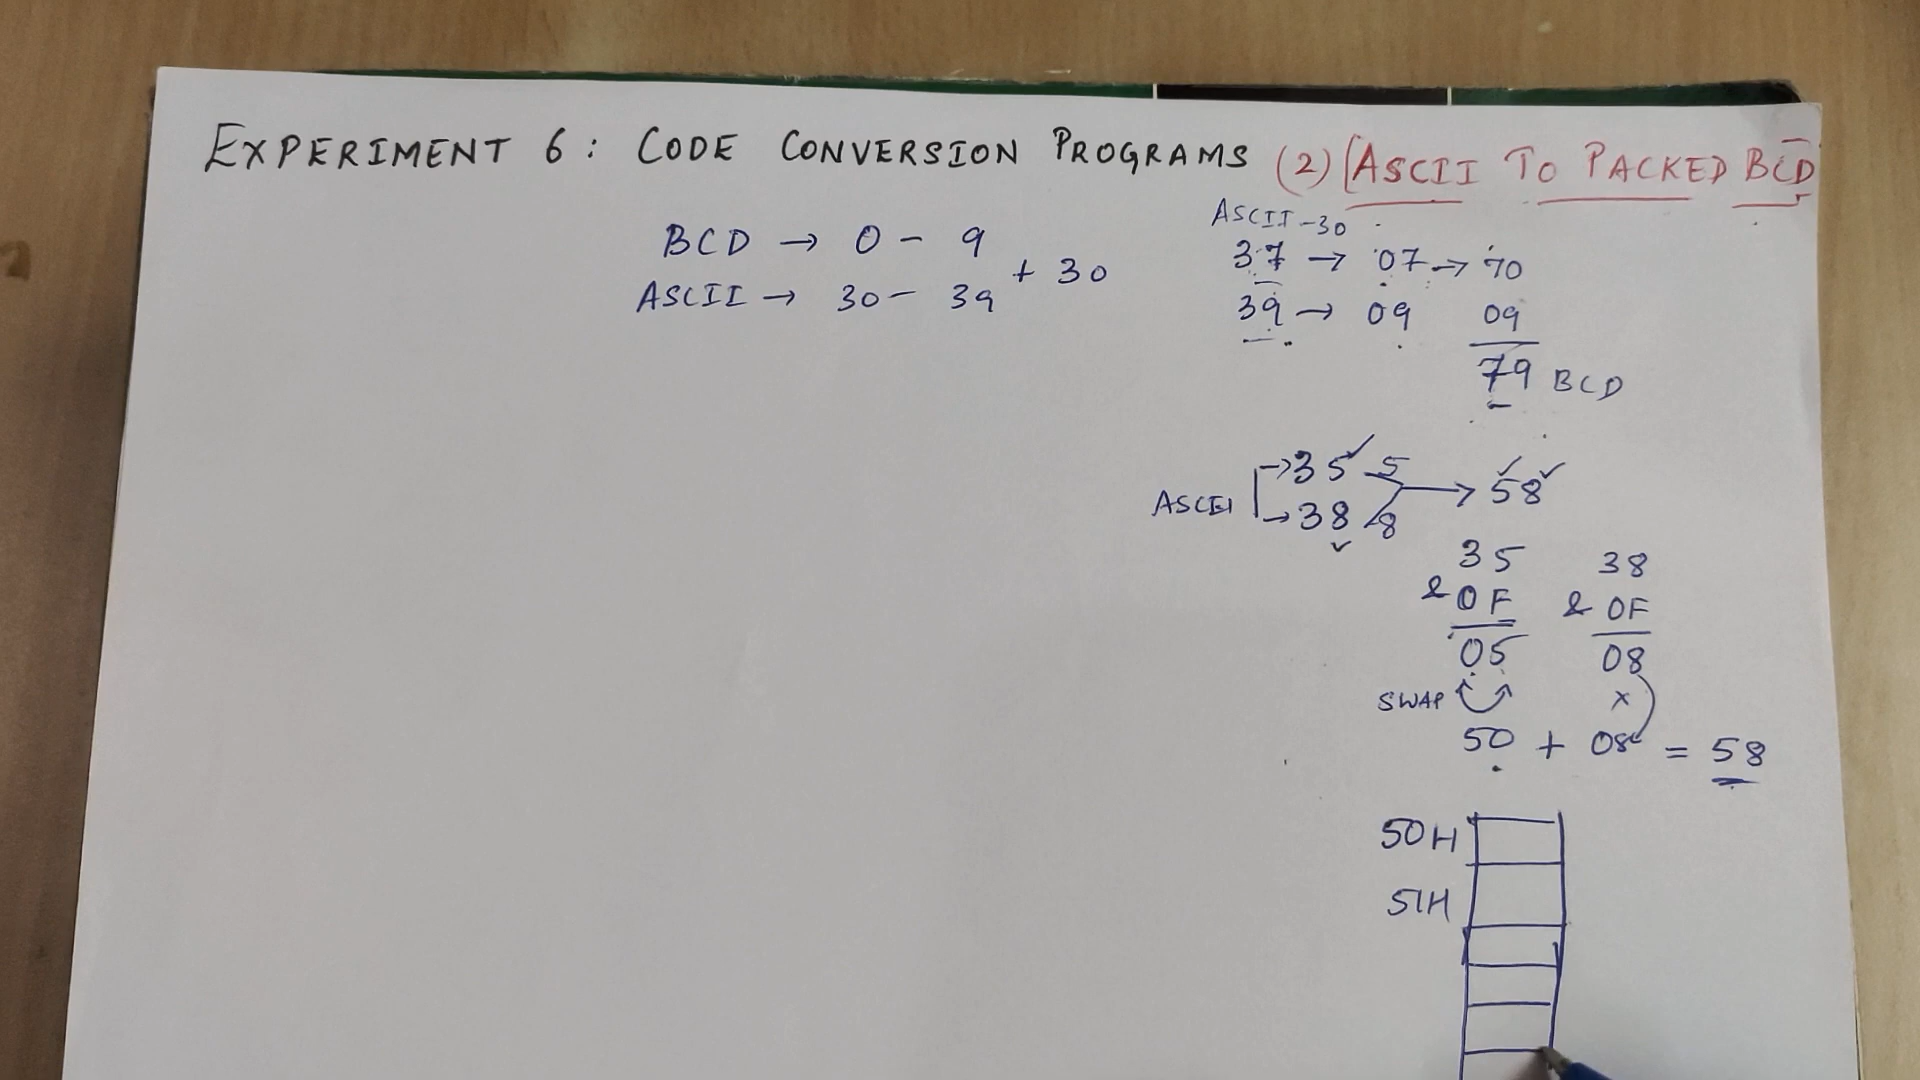 EXPERIMENT 6 : CODE CONVERSION PROGRAMS (2) [ASCII TO PACKED BCD
BCD → 0 - 9
ASCII → 30 - 39
+ 30
ASCII -30
37 → 07 → 70
39 → 09 09
79 BCD
ASCII
→ 35 5
→ 38 8
→ 58
35 38
& 0F & 0F
05 08
SWAP x
50 + 08 = 58
50H
51H